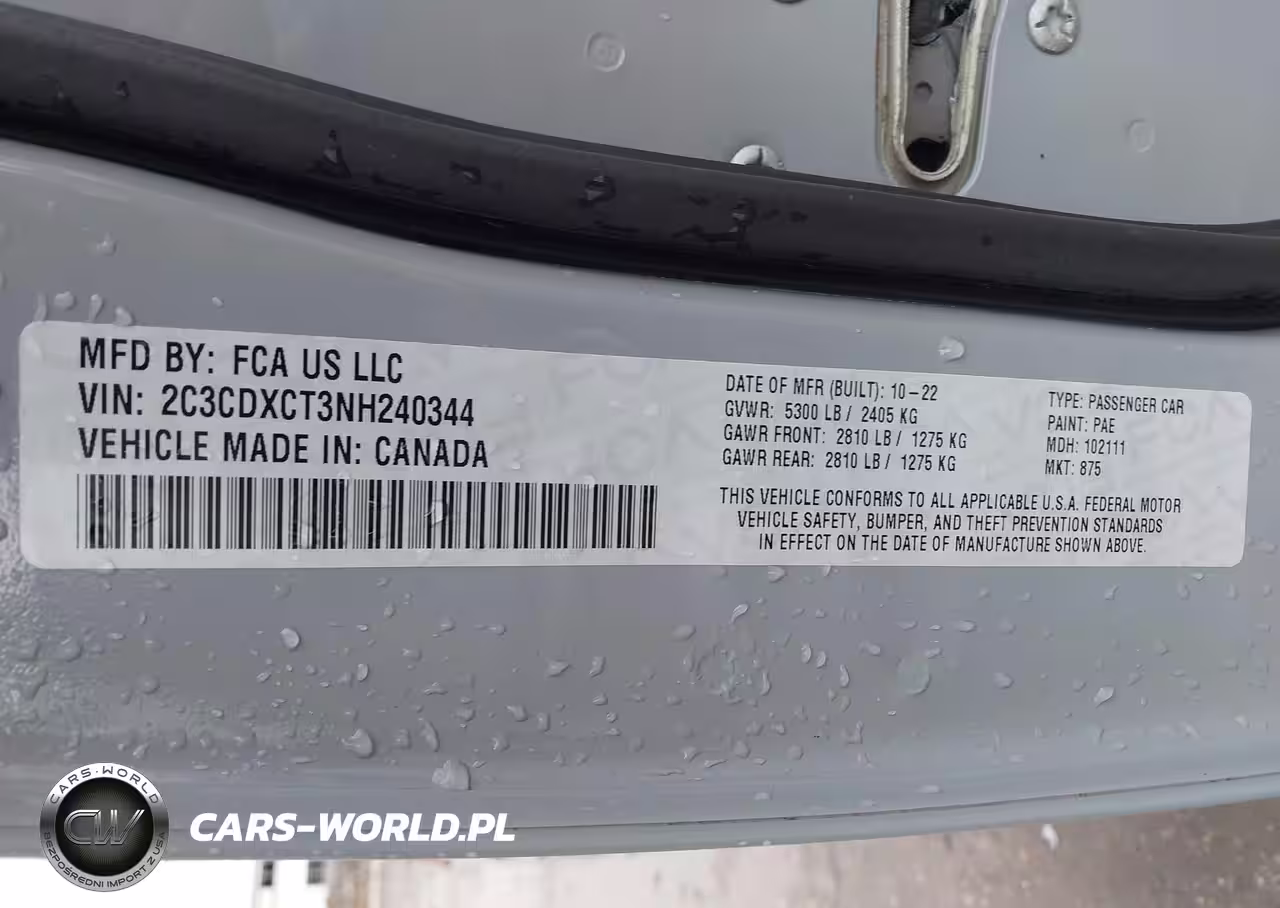 MFD BY: FCA US LLC
VIN: 2C3CDXCT3NH240344
VEHICLE MADE IN: CANADA
DATE OF MFR (BUILT): 10-22
GVWR: 5300 LB / 2405 KG
GAWR FRONT: 2810 LB / 1275 KG
GAWR REAR: 2810 LB / 1275 KG
TYPE: PASSENGER CAR
PAINT: PAE
MDH: 102111
MKT: 875
THIS VEHICLE CONFORMS TO ALL APPLICABLE U.S.A. FEDERAL MOTOR
VEHICLE SAFETY, BUMPER, AND THEFT PREVENTION STANDARDS
IN EFFECT ON THE DATE OF MANUFACTURE SHOWN ABOVE.
CARS-WORLD
CW
BEZPOŚREDNI IMPORT Z USA
CARS-WORLD.PL